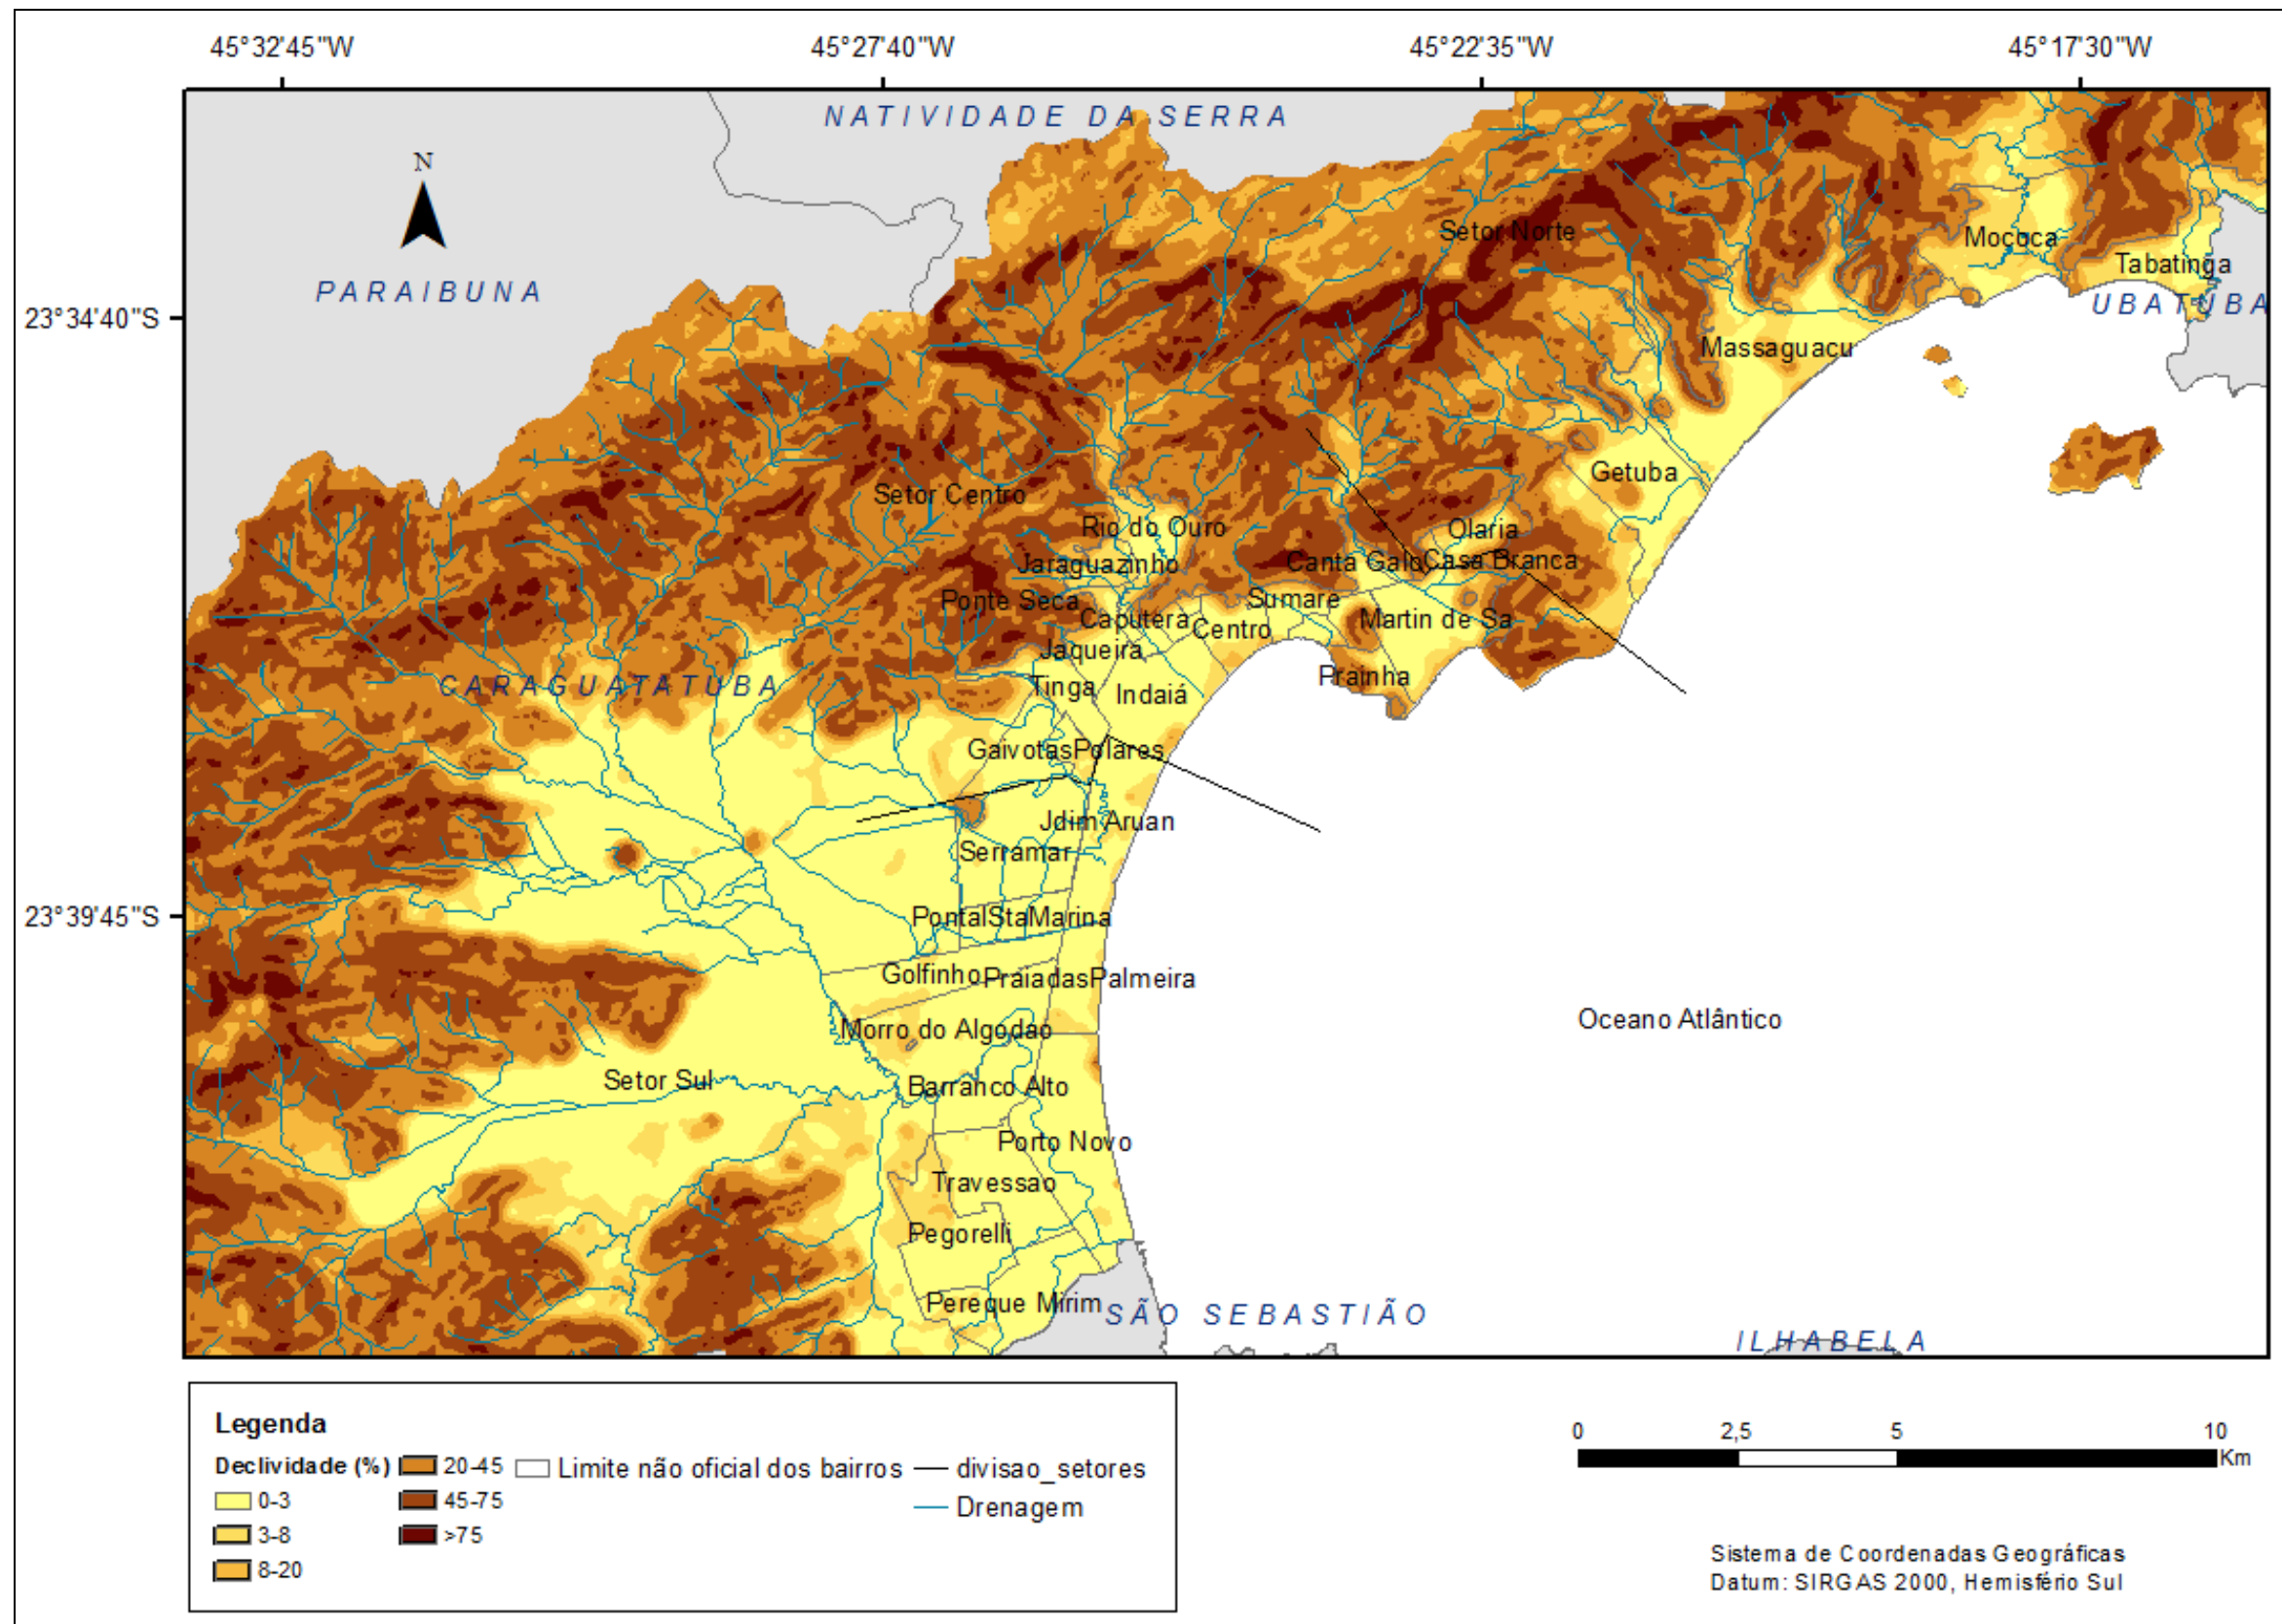 45°32'45"W
45°27'40"W
45°22'35"W
45°17'30"W
NATIVIDADE DA SERRA
N
Setor Norte
Mococa
Tabatinga
PARAIBUNA
UBATUBA
23°34'40"S
Massaguacu
Getuba
Setor Centro
Rio do Ouro
Olaria
Jaraguazinho
Canta Galo
Casa Branca
Ponte Seca
Sumare
Caputera
Centro
Martin de Sa
Jaqueira
Prainha
CARAGUATATUBA
Tinga
Indaiá
GaivotasPolares
Jdim Aruan
Serramar
23°39'45"S
PontalStaMarina
Golfinho
PraiadasPalmeira
Oceano Atlântico
Morro do Algodao
Setor Sul
Barranco Alto
Porto Novo
Travessao
Pegorelli
Pereque Mirim
SÃO SEBASTIÃO
ILHABELA
Legenda
Declividade (%)
0-3
3-8
8-20
20-45
45-75
>75
Limite não oficial dos bairros
divisao_setores
Drenagem
0 2,5 5 10
Km
Sistema de Coordenadas Geográficas
Datum: SIRGAS 2000, Hemisfério Sul